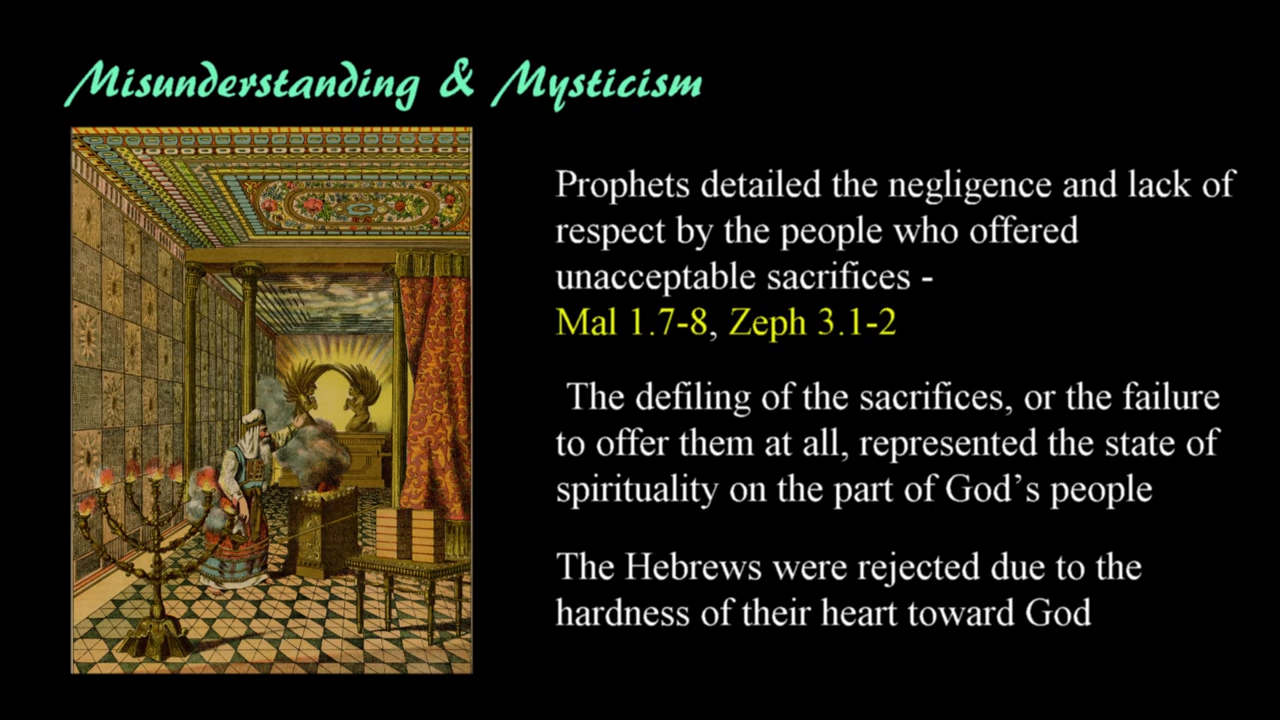 Misunderstanding & Mysticism
Prophets detailed the negligence and lack of
respect by the people who offered
unacceptable sacrifices -
Mal 1.7-8, Zeph 3.1-2
The defiling of the sacrifices, or the failure
to offer them at all, represented the state of
spirituality on the part of God’s people
The Hebrews were rejected due to the
hardness of their heart toward God